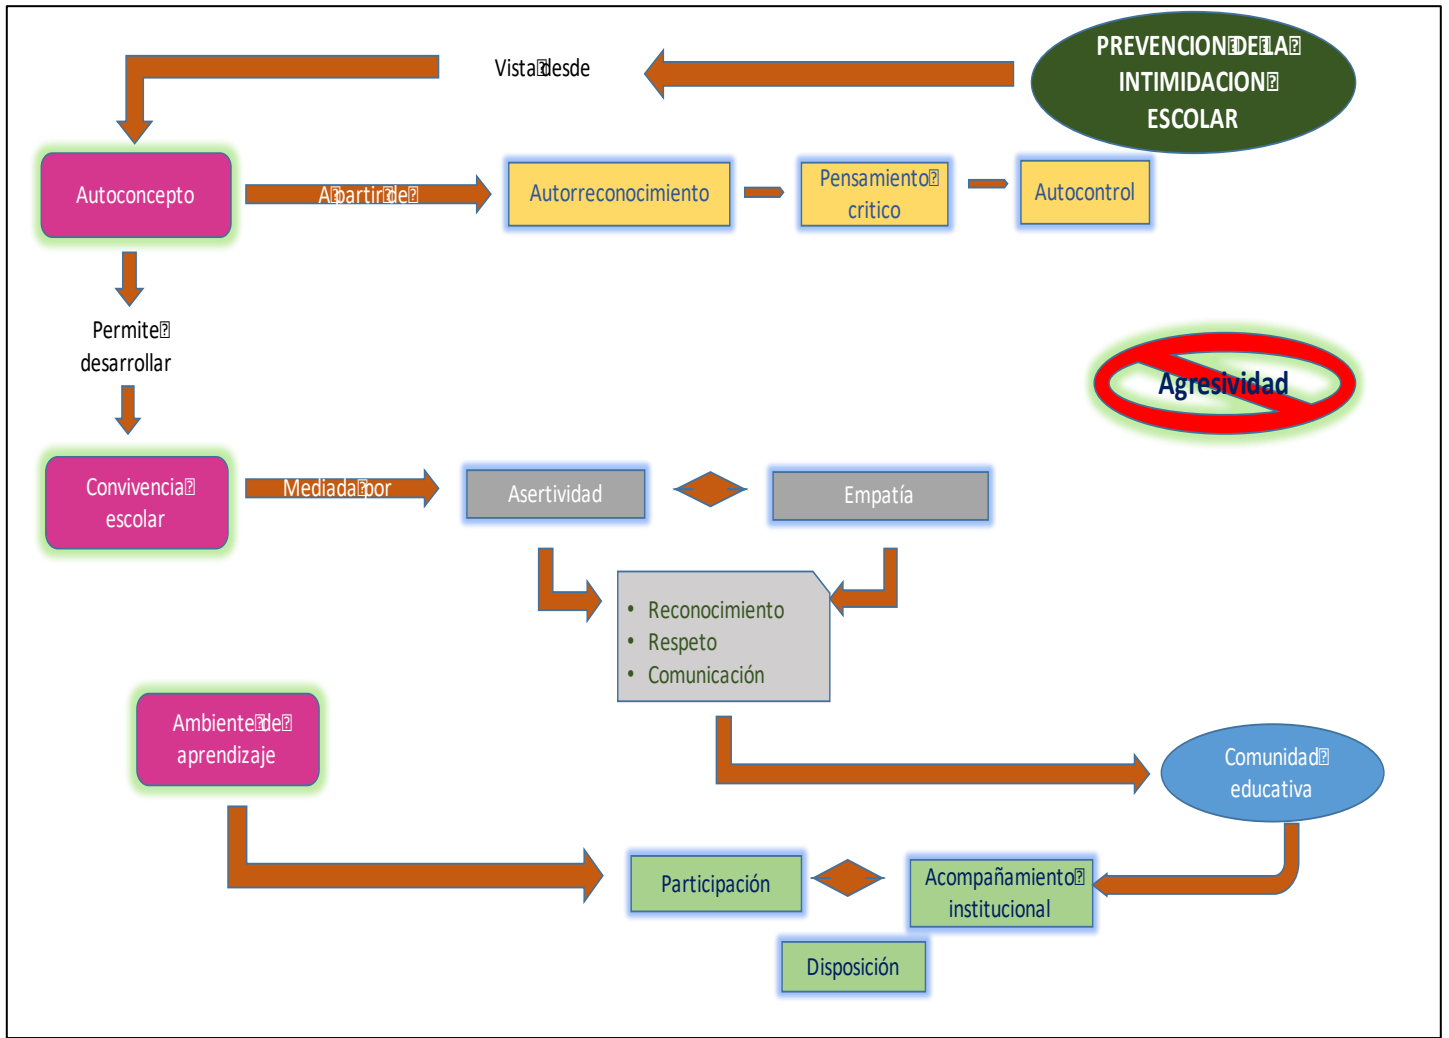 PREVENCION DE LA
INTIMIDACION
ESCOLAR
Vista desde
Autoconcepto
A partir de
Autorreconocimiento
Pensamiento
critico
Autocontrol
Permite
desarrollar
Agresividad
Convivencia
escolar
Mediada por
Asertividad
Empatía
• Reconocimiento
• Respeto
• Comunicación
Ambiente de
aprendizaje
Comunidad
educativa
Participación
Acompañamiento
institucional
Disposición